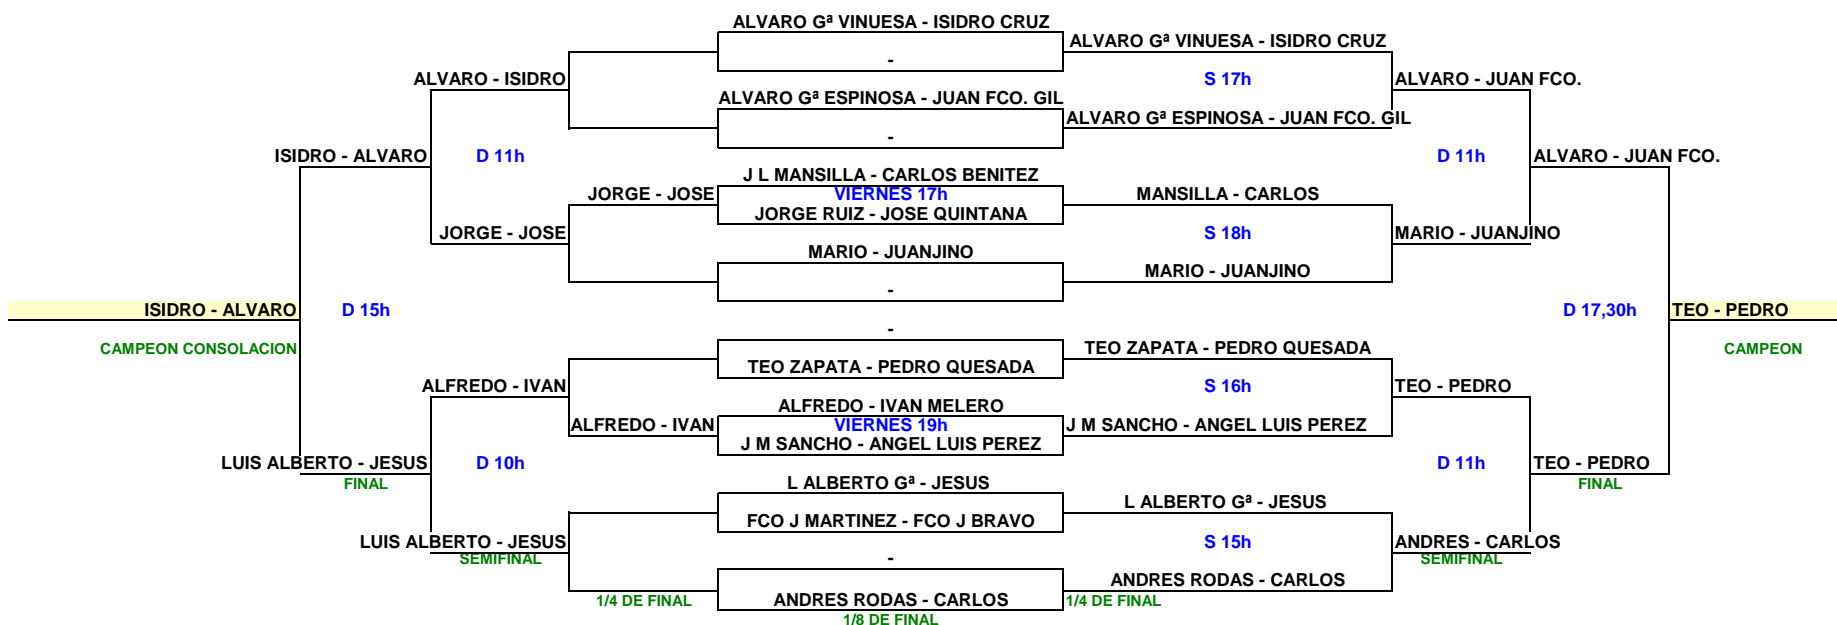 ALVARO Gª VINUESA - ISIDRO CRUZ
ALVARO Gª VINUESA - ISIDRO CRUZ
-
ALVARO - ISIDRO
S 17h
ALVARO - JUAN FCO.
ALVARO Gª ESPINOSA - JUAN FCO. GIL
ALVARO Gª ESPINOSA - JUAN FCO. GIL
-
ISIDRO - ALVARO
D 11h
D 11h
ALVARO - JUAN FCO.
J L MANSILLA - CARLOS BENITEZ
JORGE - JOSE
VIERNES 17h
MANSILLA - CARLOS
JORGE RUIZ - JOSE QUINTANA
JORGE - JOSE
S 18h
MARIO - JUANJINO
MARIO - JUANJINO
MARIO - JUANJINO
-
ISIDRO - ALVARO
D 15h
D 17,30h
TEO - PEDRO
-
CAMPEON CONSOLACION
TEO ZAPATA - PEDRO QUESADA
CAMPEON
TEO ZAPATA - PEDRO QUESADA
ALFREDO - IVAN
S 16h
TEO - PEDRO
ALFREDO - IVAN MELERO
ALFREDO - IVAN
VIERNES 19h
J M SANCHO - ANGEL LUIS PEREZ
J M SANCHO - ANGEL LUIS PEREZ
LUIS ALBERTO - JESUS
D 10h
D 11h
TEO - PEDRO
FINAL
L ALBERTO Gª - JESUS
FINAL
L ALBERTO Gª - JESUS
FCO J MARTINEZ - FCO J BRAVO
LUIS ALBERTO - JESUS
S 15h
ANDRES - CARLOS
SEMIFINAL
-
SEMIFINAL
ANDRES RODAS - CARLOS
1/4 DE FINAL
ANDRES RODAS - CARLOS
1/4 DE FINAL
1/8 DE FINAL